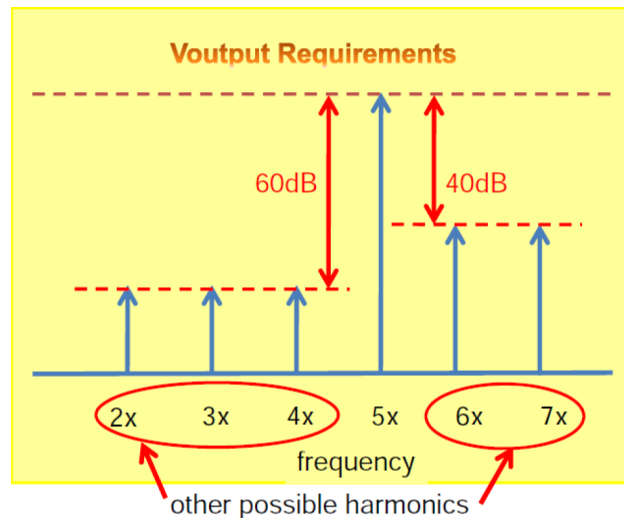 Voutput Requirements
60dB
40dB
2x 3x 4x 5x 6x 7x
frequency
other possible harmonics